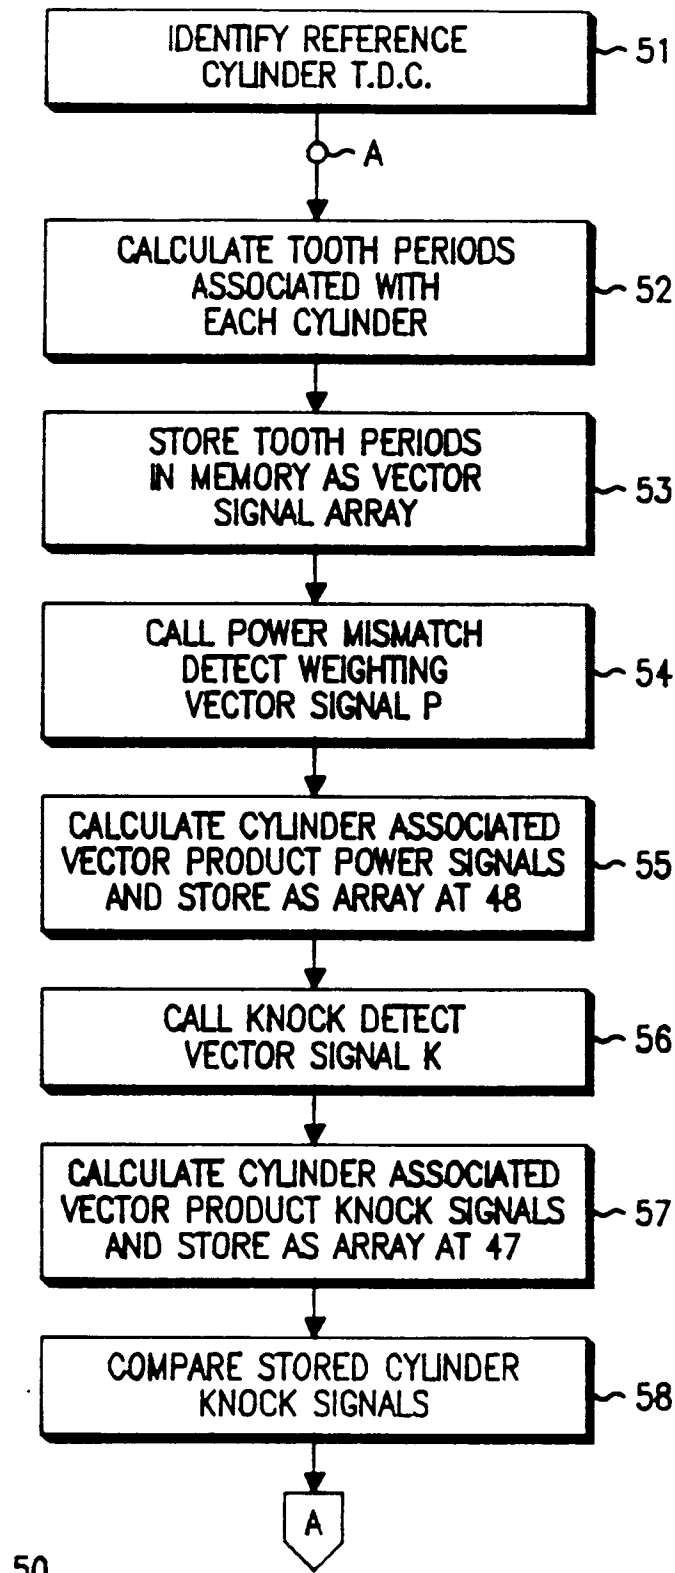 IDENTIFY REFERENCE
CYLINDER T.D.C.
51
A
CALCULATE TOOTH PERIODS
ASSOCIATED WITH
EACH CYLINDER
52
STORE TOOTH PERIODS
IN MEMORY AS VECTOR
SIGNAL ARRAY
53
CALL POWER MISMATCH
DETECT WEIGHTING
VECTOR SIGNAL P
54
CALCULATE CYLINDER ASSOCIATED
VECTOR PRODUCT POWER SIGNALS
AND STORE AS ARRAY AT 48
55
CALL KNOCK DETECT
VECTOR SIGNAL K
56
CALCULATE CYLINDER ASSOCIATED
VECTOR PRODUCT KNOCK SIGNALS
AND STORE AS ARRAY AT 47
57
COMPARE STORED CYLINDER
KNOCK SIGNALS
58
A
50